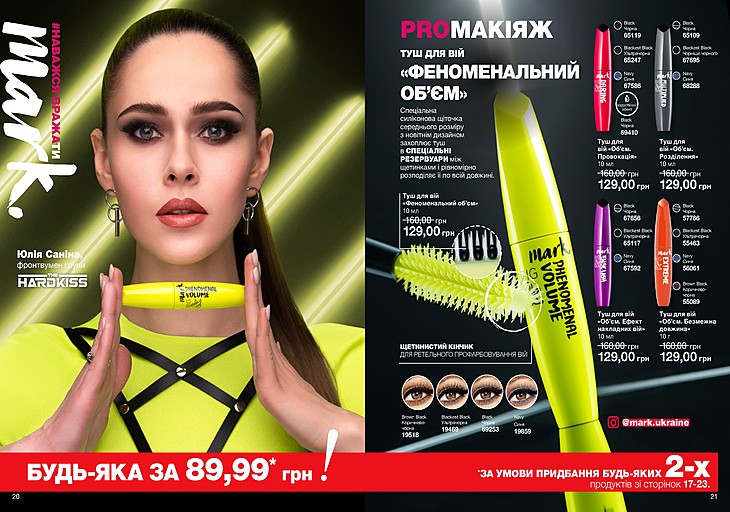 #НАВАЖСЯ ВРАЖАТИ
mark.
Юлія Саніна,
фронтвумен групи
THE
HARDKISS
mark.
PHENOMENAL
VOLUME
БУДЬ-ЯКА ЗА 89,99* грн !
20
PROМАКІЯЖ
ТУШ ДЛЯ ВІЙ
«ФЕНОМЕНАЛЬНИЙ
ОБ'ЄМ»
Спеціальна
силіконова щіточка
середнього розміру
з новітнім дизайном
захоплює туш
в СПЕЦІАЛЬНІ
РЕЗЕРВУАРИ між
щетинками і рівномірно
розподіляє її по всій довжині.
Туш для вій
«Феноменальний об'єм»
10 мл
160,00 грн
129,00 грн
mark.
PHENOMENAL
VOLUME
ЩЕТИНИСТИЙ КІНЧИК
ДЛЯ РЕТЕЛЬНОГО ПРОФАРБОВУВАННЯ ВІЙ
Brown Black
Коричнево-
чорна
19518
Blackest Black
Ультрачорна
19469
Black
Чорна
69253
Navy
Синя
19859
Black
Чорна
65119
Blackest Black
Ультрачорна
65247
Navy
Синя
67586
Black
Чорна
69410
Туш для
вій «Об'єм.
Провокація»
10 мл
160,00 грн
129,00 грн
Black
Чорна
65109
Blackest Black
Чорніше чорного
67695
Navy
Синя
68288
Туш для
вій «Об'єм.
Розділення»
10 мл
160,00 грн
129,00 грн
Black
Чорна
67656
Blackest Black
Ультрачорна
65117
Navy
Синя
67592
Туш для
вій «Об'єм. Ефект
накладних вій»
10 мл
160,00 грн
129,00 грн
Black
Чорна
57766
Blackest Black
Ультрачорна
55463
Navy
Синя
56061
Brown Black
Коричнево-
чорна
55089
Туш для вій
«Об'єм. Безмежна
довжина»
10 г
160,00 грн
129,00 грн
@mark.ukraine
*ЗА УМОВИ ПРИДБАННЯ БУДЬ-ЯКИХ 2-х
продуктів зі сторінок 17-23.
21